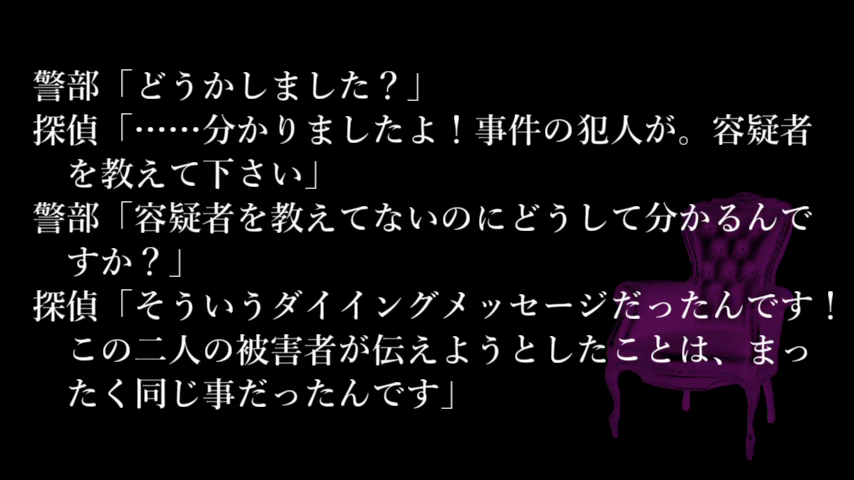 警部「どうかしました？」
探偵「……分かりましたよ！事件の犯人が。容疑者
を教えて下さい」
警部「容疑者を教えてないのにどうして分かるんで
すか？」
探偵「そういうダイイングメッセージだったんです！
この二人の被害者が伝えようとしたことは、まっ
たく同じ事だったんです」